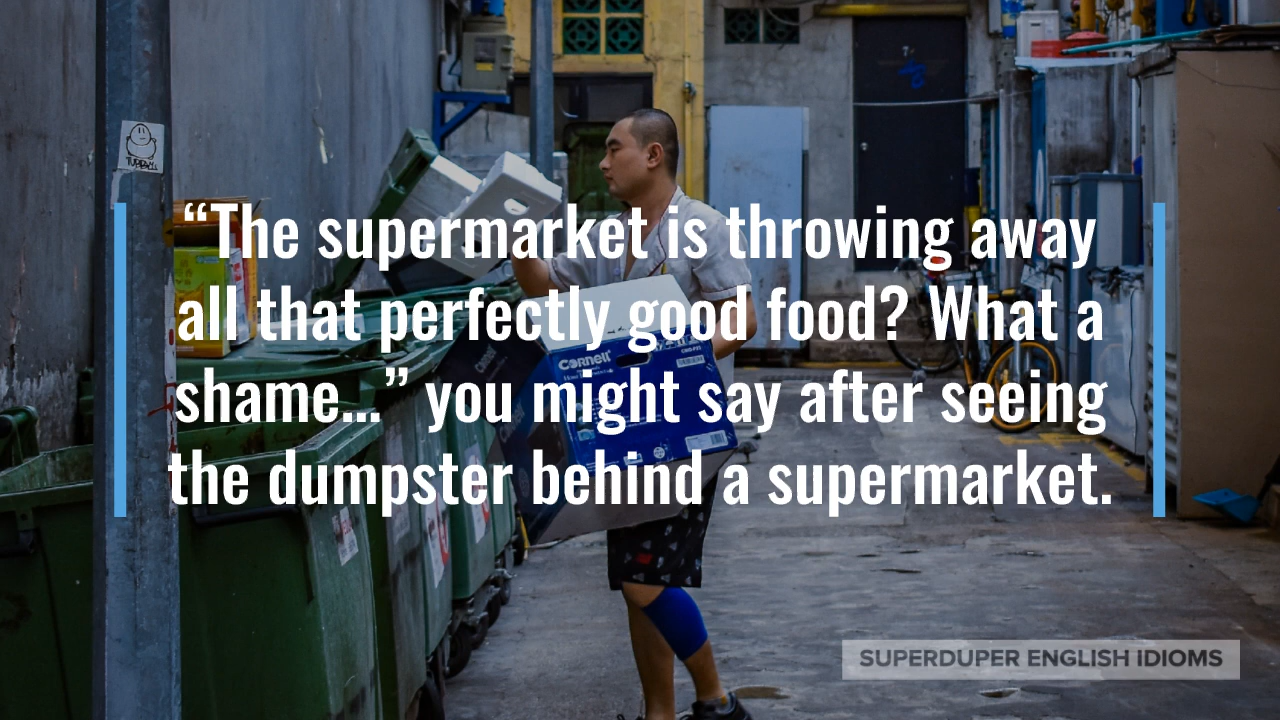 “The supermarket is throwing away
all that perfectly good food? What a
shame...” you might say after seeing
the dumpster behind a supermarket.
SUPERDUPER ENGLISH IDIOMS
CORNELL